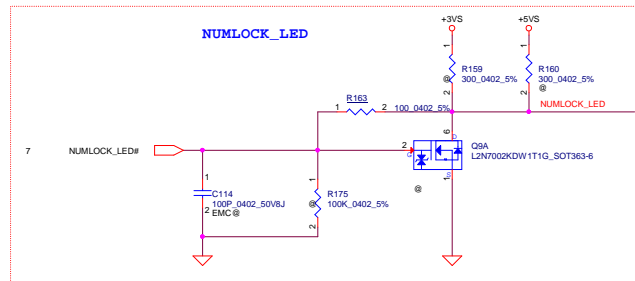 NUMLOCK_LED
+3VS
+5VS
1
1
R159
300_0402_5%
@
2
R160
300_0402_5%
@
2
R163
1
2
100_0402_5%
NUMLOCK_LED
7
NUMLOCK_LED#
2
G
6
D
Q9A
L2N7002KDW1T1G_SOT363-6
S
1
@
1
C114
100P_0402_50V8J
2
EMC@
1
R175
@
100K_0402_5%
2